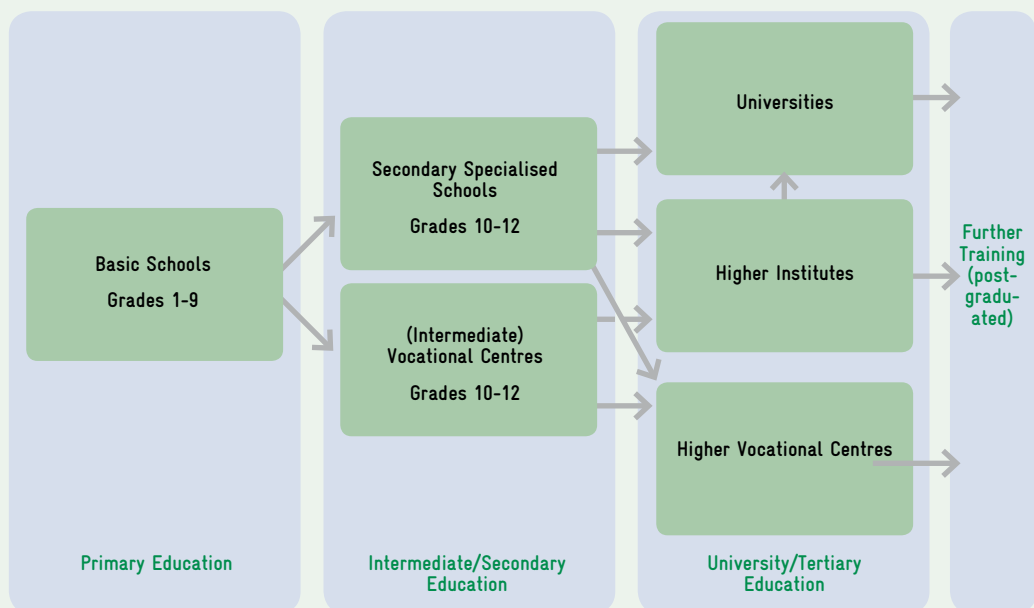 Basic Schools
Grades 1-9
Primary Education
Secondary Specialised
Schools
Grades 10-12
(Intermediate)
Vocational Centres
Grades 10-12
Intermediate/Secondary
Education
Universities
Higher Institutes
Higher Vocational Centres
University/Tertiary
Education
Further
Training
(post-
gradu-
ated)